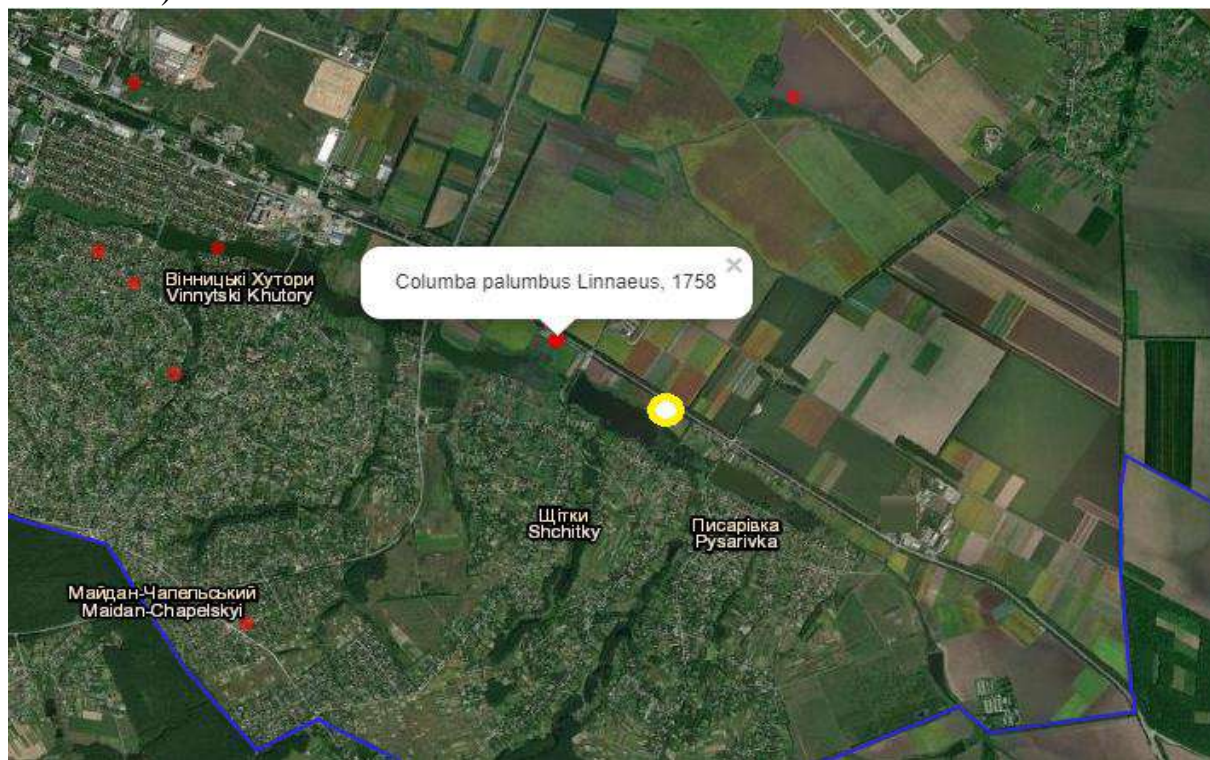 )
Вінницькі Хутори
Vinnytski Khutory
Columba palumbus Linnaeus, 1758
×
Щітки
Shchitky
Писарівка
Pysarivka
Майдан-Чапельський
Maidan-Chapelskyi